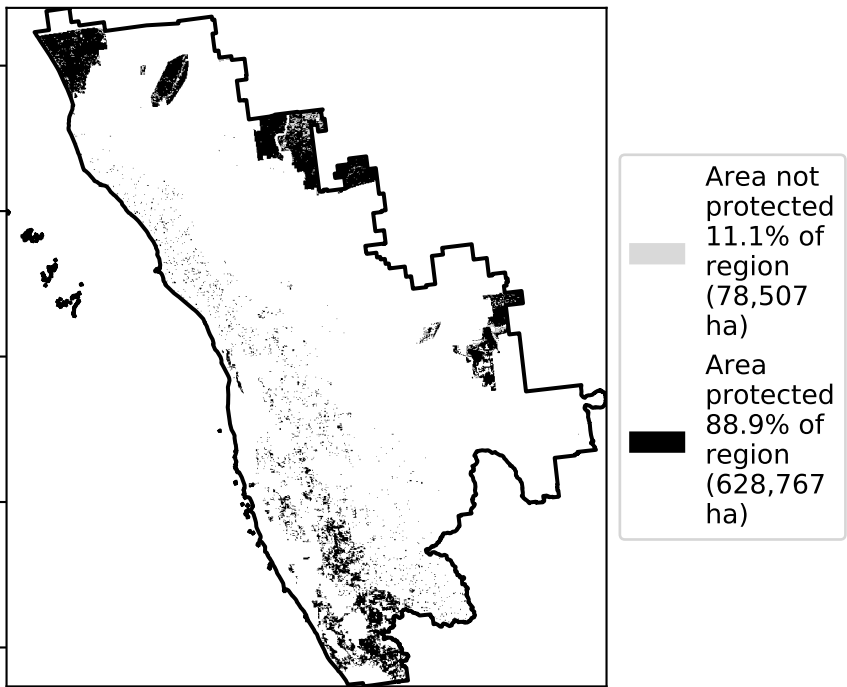 Area not
protected
11.1% of
region
(78,507
ha)
Area
protected
88.9% of
region
(628,767
ha)